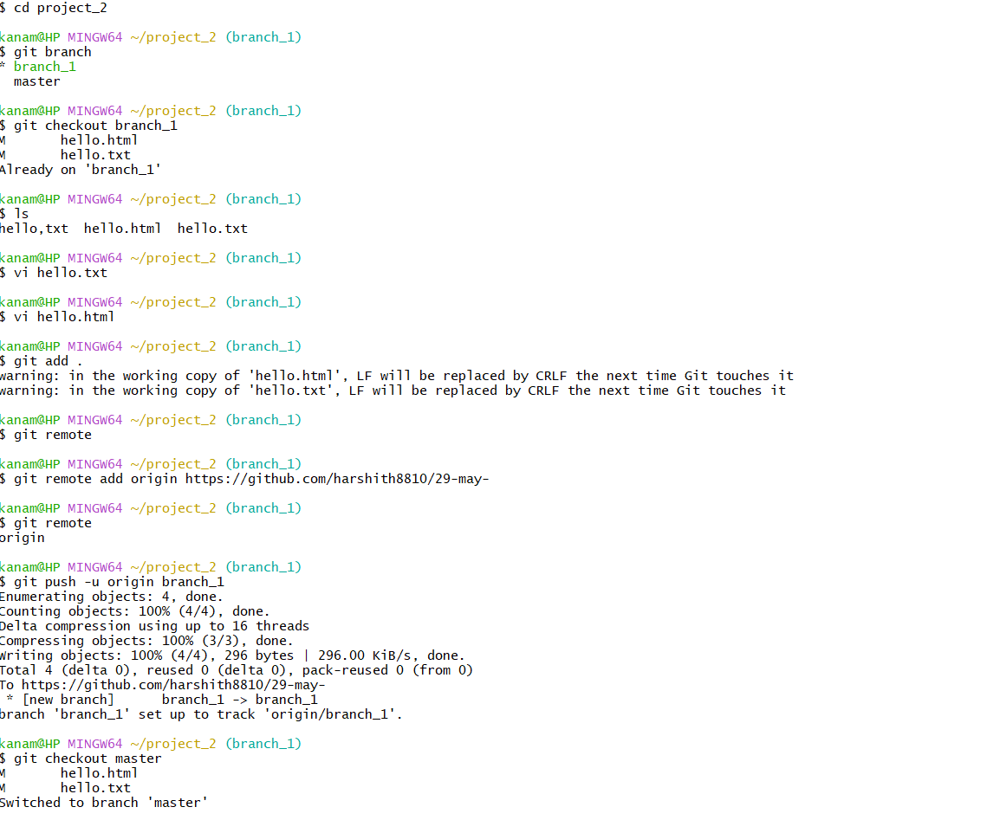 $ cd project_2
kanam@HP MINGW64 ~/project_2 (branch_1)
$ git branch
* branch_1
  master
kanam@HP MINGW64 ~/project_2 (branch_1)
$ git checkout branch_1
M       hello.html
M       hello.txt
Already on 'branch_1'
kanam@HP MINGW64 ~/project_2 (branch_1)
$ ls
hello,txt  hello.html  hello.txt
kanam@HP MINGW64 ~/project_2 (branch_1)
$ vi hello.txt
kanam@HP MINGW64 ~/project_2 (branch_1)
$ vi hello.html
kanam@HP MINGW64 ~/project_2 (branch_1)
$ git add .
warning: in the working copy of 'hello.html', LF will be replaced by CRLF the next time Git touches it
warning: in the working copy of 'hello.txt', LF will be replaced by CRLF the next time Git touches it
kanam@HP MINGW64 ~/project_2 (branch_1)
$ git remote
kanam@HP MINGW64 ~/project_2 (branch_1)
$ git remote add origin https://github.com/harshith8810/29-may-
kanam@HP MINGW64 ~/project_2 (branch_1)
$ git remote
origin
kanam@HP MINGW64 ~/project_2 (branch_1)
$ git push -u origin branch_1
Enumerating objects: 4, done.
Counting objects: 100% (4/4), done.
Delta compression using up to 16 threads
Compressing objects: 100% (3/3), done.
Writing objects: 100% (4/4), 296 bytes | 296.00 KiB/s, done.
Total 4 (delta 0), reused 0 (delta 0), pack-reused 0 (from 0)
To https://github.com/harshith8810/29-may-
 * [new branch]      branch_1 -> branch_1
branch 'branch_1' set up to track 'origin/branch_1'.
kanam@HP MINGW64 ~/project_2 (branch_1)
$ git checkout master
M       hello.html
M       hello.txt
Switched to branch 'master'